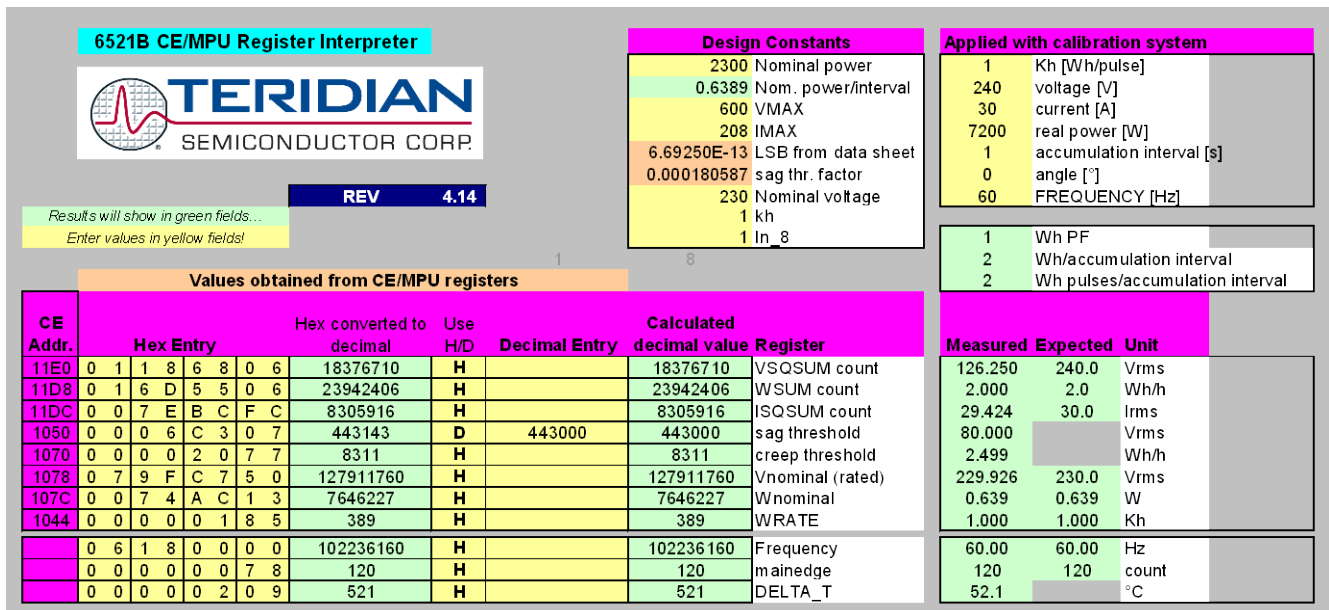 6521B CE/MPU Register Interpreter
TERIDIAN
SEMICONDUCTOR CORP.
REV 4.14
Results will show in green fields...
Enter values in yellow fields!
Design Constants
2300 Nominal power
0.6389 Nom. power/interval
600 VMAX
208 IMAX
6.69250E-13 LSB from data sheet
0.000180587 sag thr. factor
230 Nominal voltage
1 kh
1 In_8
1 8
Applied with calibration system
1 Kh [Wh/pulse]
240 voltage [V]
30 current [A]
7200 real power [W]
1 accumulation interval [s]
0 angle [°]
60 FREQUENCY [Hz]
1 Wh PF
2 Wh/accumulation interval
2 Wh pulses/accumulation interval
Values obtained from CE/MPU registers
CE Addr. Hex Entry Hex converted to decimal Use H/D Decimal Entry Calculated decimal value Register Measured Expected Unit
11E0 0 1 1 8 6 8 0 6 18376710 H 18376710 VSQSUM count 126.250 240.0 Vrms
11D8 0 1 6 D 5 5 0 6 23942406 H 23942406 WSUM count 2.000 2.0 Wh/h
11DC 0 0 7 E B C F C 8305916 H 8305916 ISQSUM count 29.424 30.0 Irms
1050 0 0 0 6 C 3 0 7 443143 D 443000 443000 sag threshold 80.000 Vrms
1070 0 0 0 0 2 0 7 7 8311 H 8311 creep threshold 2.499 Wh/h
1078 0 7 9 F C 7 5 0 127911760 H 127911760 Vnominal (rated) 229.926 230.0 Vrms
107C 0 0 7 4 A C 1 3 7646227 H 7646227 Wnominal 0.639 0.639 W
1044 0 0 0 0 0 1 8 5 389 H 389 WRATE 1.000 1.000 Kh
0 6 1 8 0 0 0 0 102236160 H 102236160 Frequency 60.00 60.00 Hz
0 0 0 0 0 0 7 8 120 H 120 mainedge 120 120 count
0 0 0 0 0 2 0 9 521 H 521 DELTA_T 52.1 °C